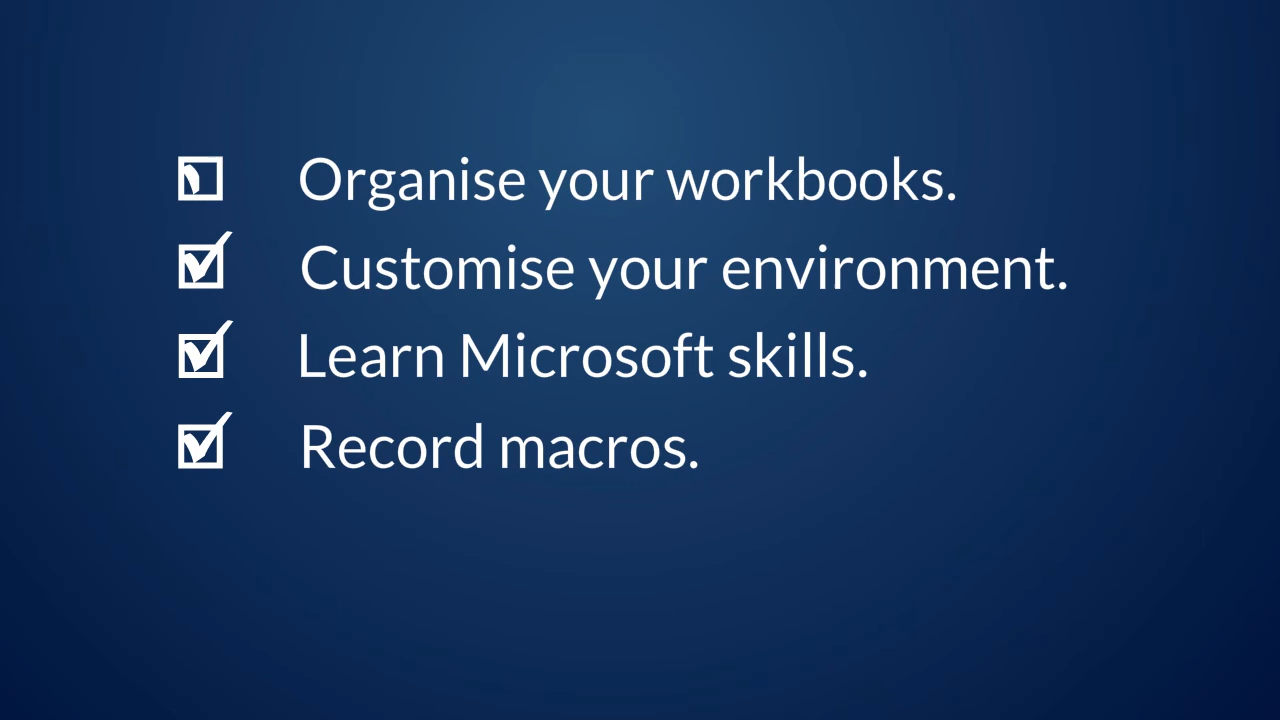 Organise your workbooks.
Customise your environment.
Learn Microsoft skills.
Record macros.